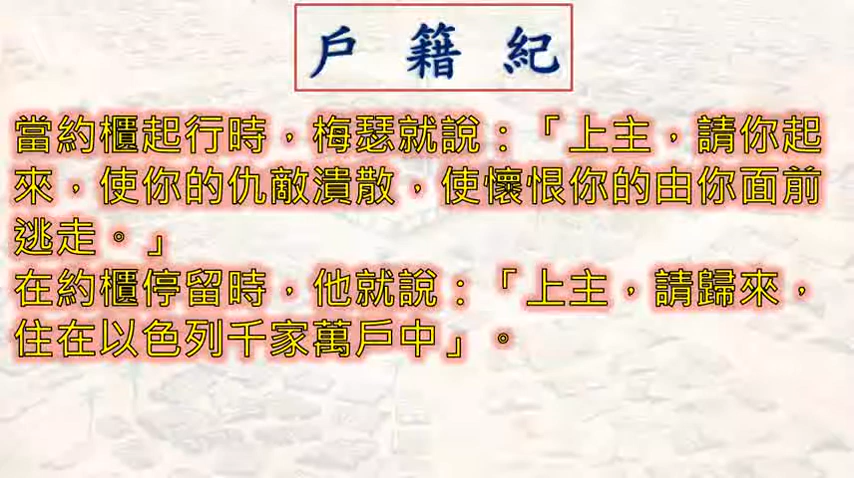 戶籍紀
當約櫃起行時，梅瑟就說：「上主，請你起
來，使你的仇敵潰散，使懷恨你的由你面前
逃走。」
在約櫃停留時，他就說：「上主，請歸來，
住在以色列千家萬戶中」。